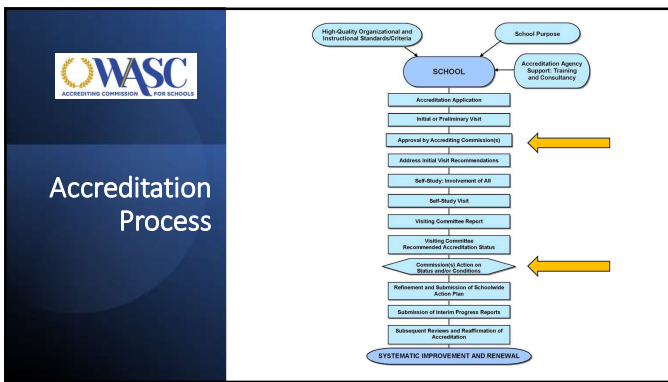 WASC
ACCREDITING COMMISSION FOR SCHOOLS
Accreditation
Process
High-Quality Organizational and
Instructional Standards/Criteria
School Purpose
SCHOOL
Accreditation Agency
Support: Training
and Consultancy
Accreditation Application
Initial or Preliminary Visit
Approval by Accrediting Commission(s)
Address Initial Visit Recommendations
Self-Study: Involvement of All
Self-Study Visit
Visiting Committee Report
Visiting Committee
Recommended Accreditation Status
Commission(s) Action on
Status and/or Conditions
Refinement and Submission of Schoolwide
Action Plan
Submission of Interim Progress Reports
Subsequent Reviews and Reaffirmation of
Accreditation
SYSTEMATIC IMPROVEMENT AND RENEWAL